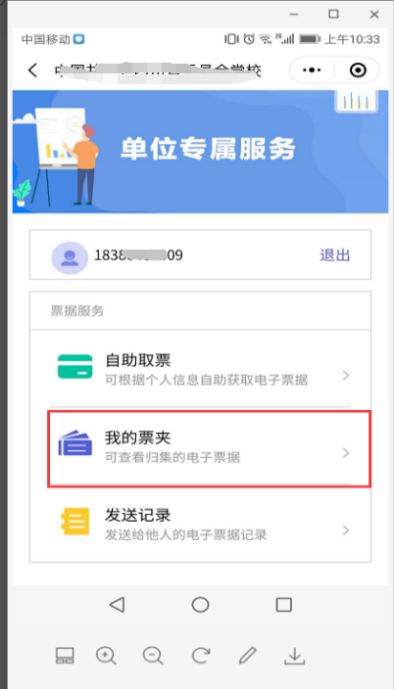 中国移动
上午10:33
单位专属服务
1838 09
退出
票据服务
自助取票
可根据个人信息自助获取电子票据
我的票夹
可查看归集的电子票据
发送记录
发送给他人的电子票据记录